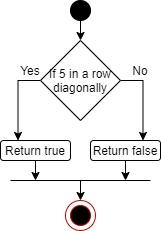 If 5 in a row
diagonally
Yes
No
Return true
Return false